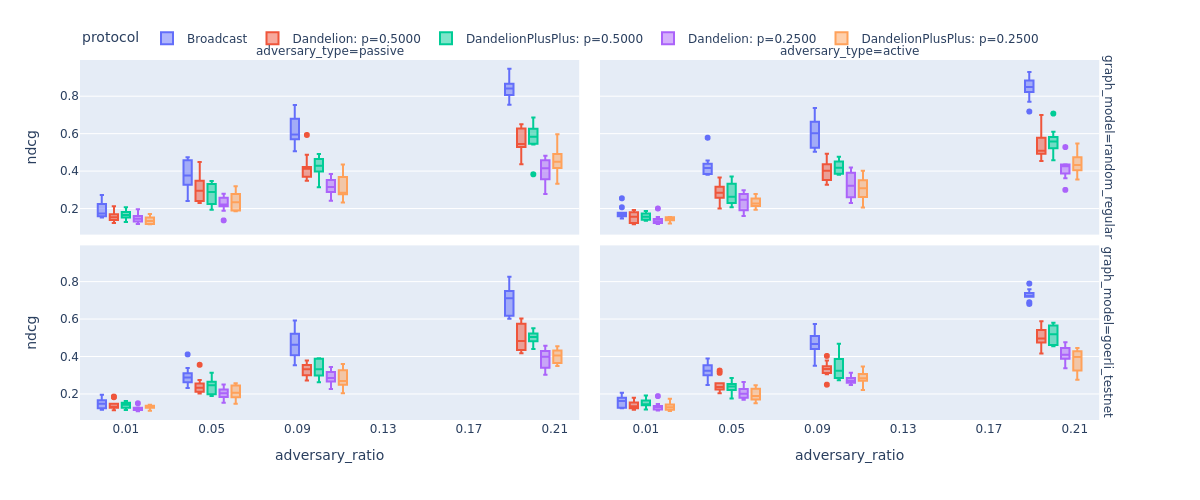 protocol Broadcast Dandelion: p=0.5000 DandelionPlusPlus: p=0.5000 Dandelion: p=0.2500 DandelionPlusPlus: p=0.2500
adversary_type=passive adversary_type=active
graph_model=random_regular
ndcg
0.8
0.6
0.4
0.2
graph_model=goerli_testnet
ndcg
0.8
0.6
0.4
0.2
0.01 0.05 0.09 0.13 0.17 0.21 0.01 0.05 0.09 0.13 0.17 0.21
adversary_ratio adversary_ratio